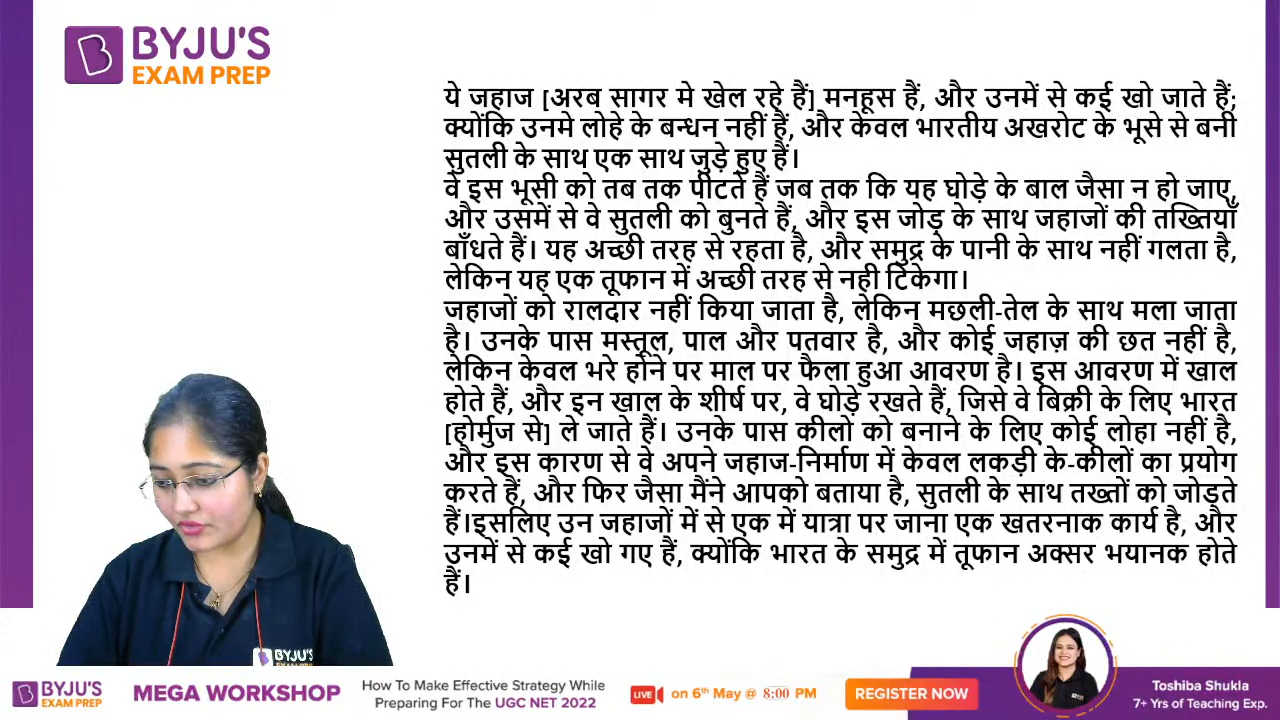 BYJU'S
EXAM PREP
ये जहाज [अरब सागर मे खेल रहे हैं] मनहूस हैं, और उनमें से कई खो जाते हैं;
क्योंकि उनमे लोहे के बन्धन नहीं हैं, और केवल भारतीय अखरोट के भूसे से बनी
सुतली के साथ एक साथ जुड़े हुए हैं।
वे इस भूसी को तब तक पीटते हैं जब तक कि यह घोड़े के बाल जैसा न हो जाए,
और उसमें से वे सुतली को बुनते हैं, और इस जोड़ के साथ जहाजों की तख्तियाँ
बाँधते हैं। यह अच्छी तरह से रहता है, और समुद्र के पानी के साथ नहीं गलता है,
लेकिन यह एक तूफान में अच्छी तरह से नही टिकेगा।
जहाजों को रालदार नहीं किया जाता है, लेकिन मछली-तेल के साथ मला जाता
है। उनके पास मस्तूल, पाल और पतवार है, और कोई जहाज़ की छत नहीं है,
लेकिन केवल भरे होने पर माल पर फैला हुआ आवरण है। इस आवरण में खाल
होते हैं, और इन खाल के शीर्ष पर, वे घोड़े रखते हैं, जिसे वे बिक्री के लिए भारत
[होर्मुज से] ले जाते हैं। उनके पास कीलों को बनाने के लिए कोई लोहा नहीं है,
और इस कारण से वे अपने जहाज-निर्माण में केवल लकड़ी के-कीलों का प्रयोग
करते हैं, और फिर जैसा मैंने आपको बताया है, सुतली के साथ तख्तों को जोड़ते
हैं।इसलिए उन जहाजों में से एक में यात्रा पर जाना एक खतरनाक कार्य है, और
उनमें से कई खो गए हैं, क्योंकि भारत के समुद्र में तूफान अक्सर भयानक होते
हैं।
BYJU'S
EXAM PREP
BYJU'S
EXAM PREP
MEGA WORKSHOP
How To Make Effective Strategy While
Preparing For The UGC NET 2022
LIVE
on 6th May @ 8:00 PM
REGISTER NOW
Toshiba Shukla
7+ Yrs of Teaching Exp.